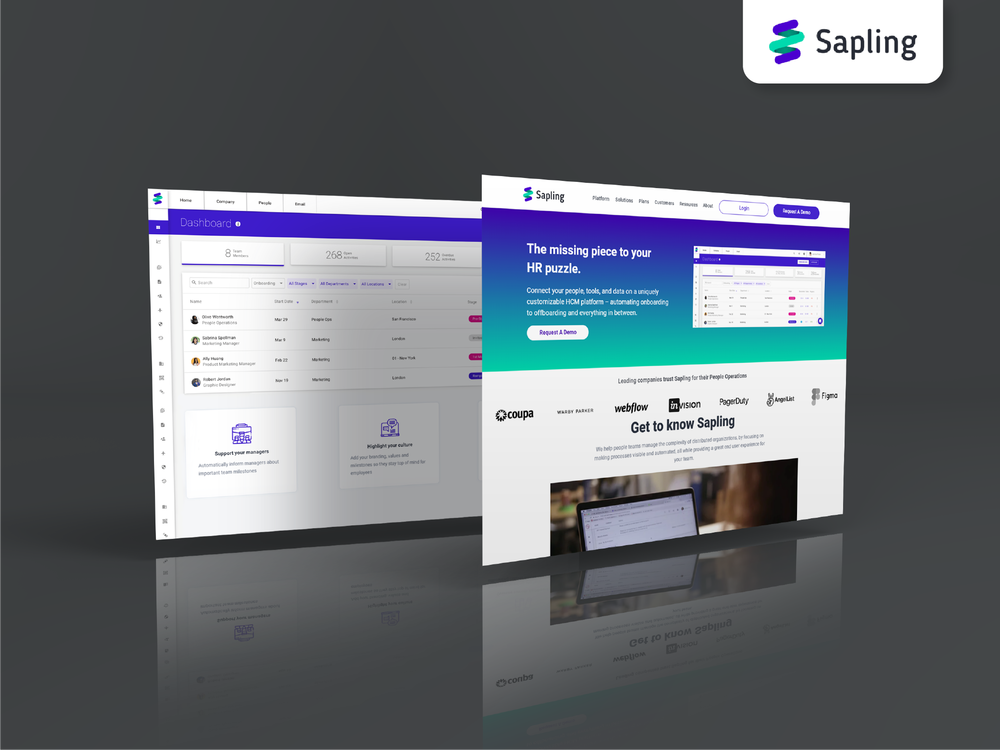 Sapling
Home Company People Email
Dashboard
8 Team Members
268 Open Activities
252 Overdue Activities
Search Onboarding All Stages All Departments All Locations Clear
Name Start Date Department Location
Mar 29 People Ops San Francisco
People Operations
Sabrina Spellman
Mar 9 Marketing London
Marketing Manager
Ally Huang
Feb 22 Marketing 01 - New York
Product Marketing Manager
Robert Jordan
Nov 19 Marketing London
Graphic Designer
Support your managers
Automatically inform managers about
important team milestones
Highlight your culture
Add your branding, values and
milestones so they stay top of mind for
employees
Sapling
Platform Solutions Plans Customers Resources About Login Request A Demo
The missing piece to your
HR puzzle.
Connect your people, tools, and data on a uniquely
customizable HCM platform – automating onboarding
to offboarding and everything in between.
Request A Demo
Dashboard
Leading companies trust Sapling for their People Operations
coupa WARBY PARKER webflow invision PagerDuty AngelList Figma
Get to know Sapling
We help people teams manage the complexity of distributed organizations, by focusing on
making processes visible and automated, all while providing a great end user experience for
your team.